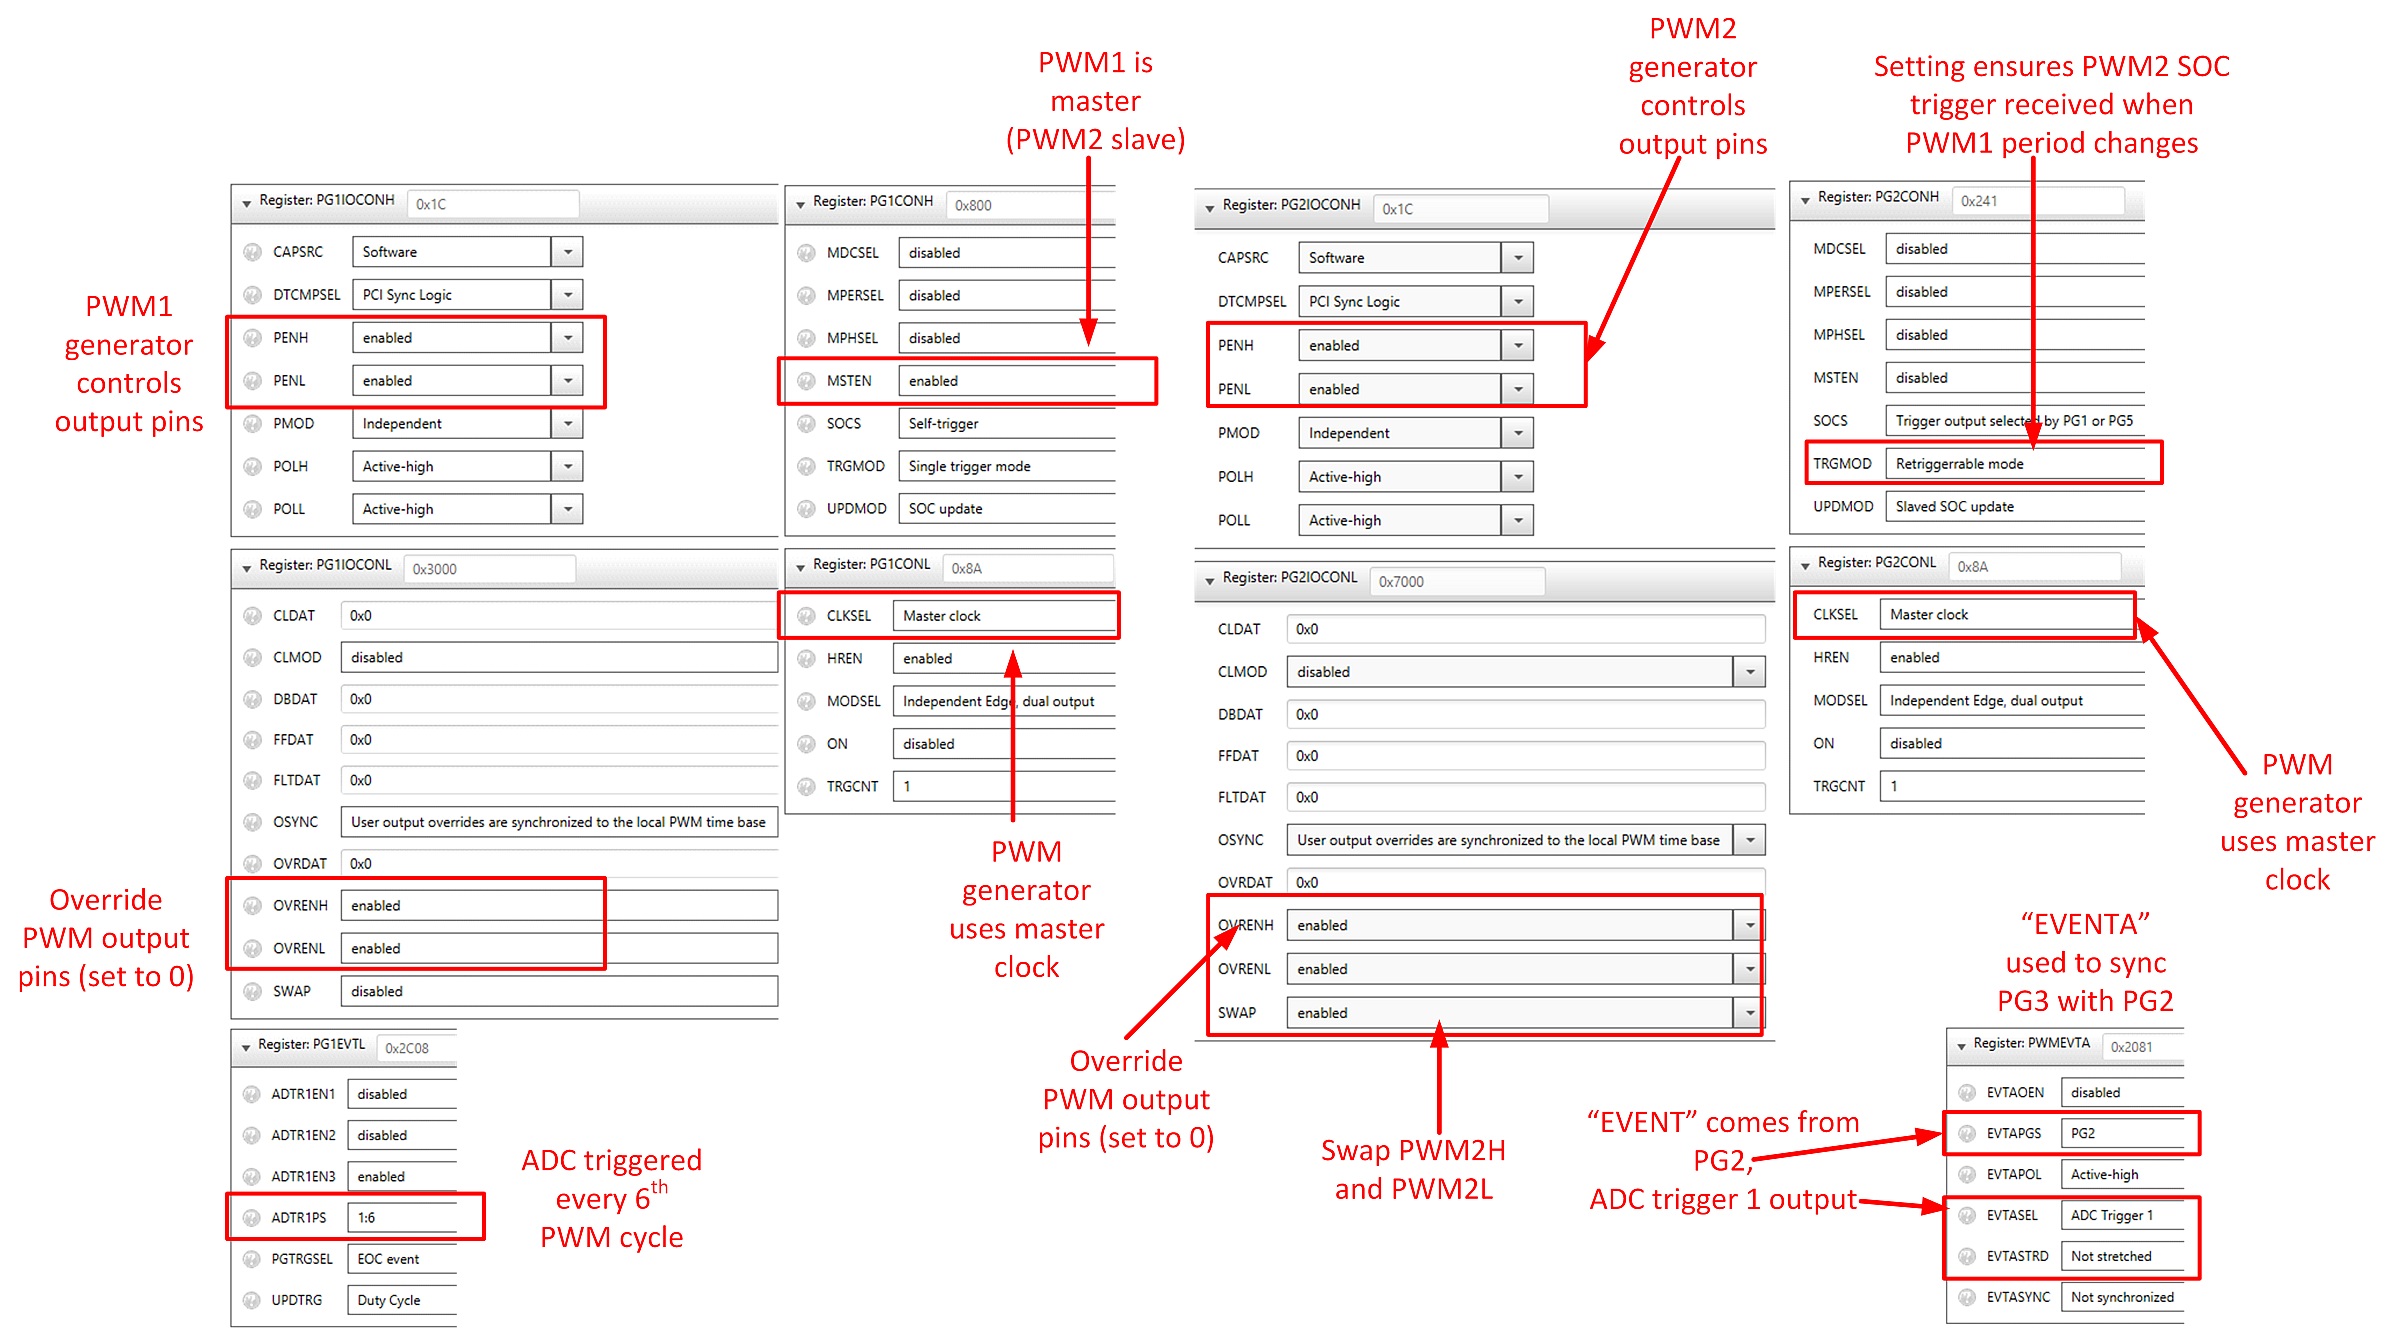 PWM1 is
master
(PWM2 slave)
PWM2
generator
controls
output pins
Setting ensures PWM2 SOC
trigger received when
PWM1 period changes
PWM1
generator
controls
output pins
Register: PG1IOCONH 0x1C
CAPSRC Software
DTCMPSEL PCI Sync Logic
PENH enabled
PENL enabled
PMOD Independent
POLH Active-high
POLL Active-high
Register: PG1CONH 0x800
MDCSEL disabled
MPERSEL disabled
MPHSEL disabled
MSTEN enabled
SOCS Self-trigger
TRGMOD Single trigger mode
UPDMOD SOC update
Register: PG2IOCONH 0x1C
CAPSRC Software
DTCMPSEL PCI Sync Logic
PENH enabled
PENL enabled
PMOD Independent
POLH Active-high
POLL Active-high
Register: PG2CONH 0x241
MDCSEL disabled
MPERSEL disabled
MPHSEL disabled
MSTEN disabled
SOCS Trigger output selected by PG1 or PG5
TRGMOD Retriggerrable mode
UPDMOD Slaved SOC update
Register: PG1IOCONL 0x3000
CLDAT 0x0
CLMOD disabled
DBDAT 0x0
FFDAT 0x0
FLTDAT 0x0
OSYNC User output overrides are synchronized to the local PWM time base
OVRDAT 0x0
OVRENH enabled
OVRENL enabled
SWAP disabled
Override
PWM output
pins (set to 0)
Register: PG1CONL 0x8A
CLKSEL Master clock
HREN enabled
MODSEL Independent Edge, dual output
ON disabled
TRGCNT 1
PWM
generator
uses master
clock
Register: PG2IOCONL 0x7000
CLDAT 0x0
CLMOD disabled
DBDAT 0x0
FFDAT 0x0
FLTDAT 0x0
OSYNC User output overrides are synchronized to the local PWM time base
OVRDAT 0x0
OVRENH enabled
OVRENL enabled
SWAP enabled
Override
PWM output
pins (set to 0)
Swap PWM2H
and PWM2L
Register: PG2CONL 0x8A
CLKSEL Master clock
HREN enabled
MODSEL Independent Edge, dual output
ON disabled
TRGCNT 1
PWM
generator
uses master
clock
Register: PG1EVTL 0x2C08
ADTR1EN1 disabled
ADTR1EN2 disabled
ADTR1EN3 enabled
ADTR1PS 1:6
PGTRGSEL EOC event
UPDTRG Duty Cycle
ADC triggered
every 6th
PWM cycle
“EVENTA”
used to sync
PG3 with PG2
“EVENT” comes from
PG2,
ADC trigger 1 output
Register: PWMEVTA 0x2081
EVTAOEN disabled
EVTAPGS PG2
EVTAPOL Active-high
EVTASEL ADC Trigger 1
EVTASTRD Not stretched
EVTASYNC Not synchronized